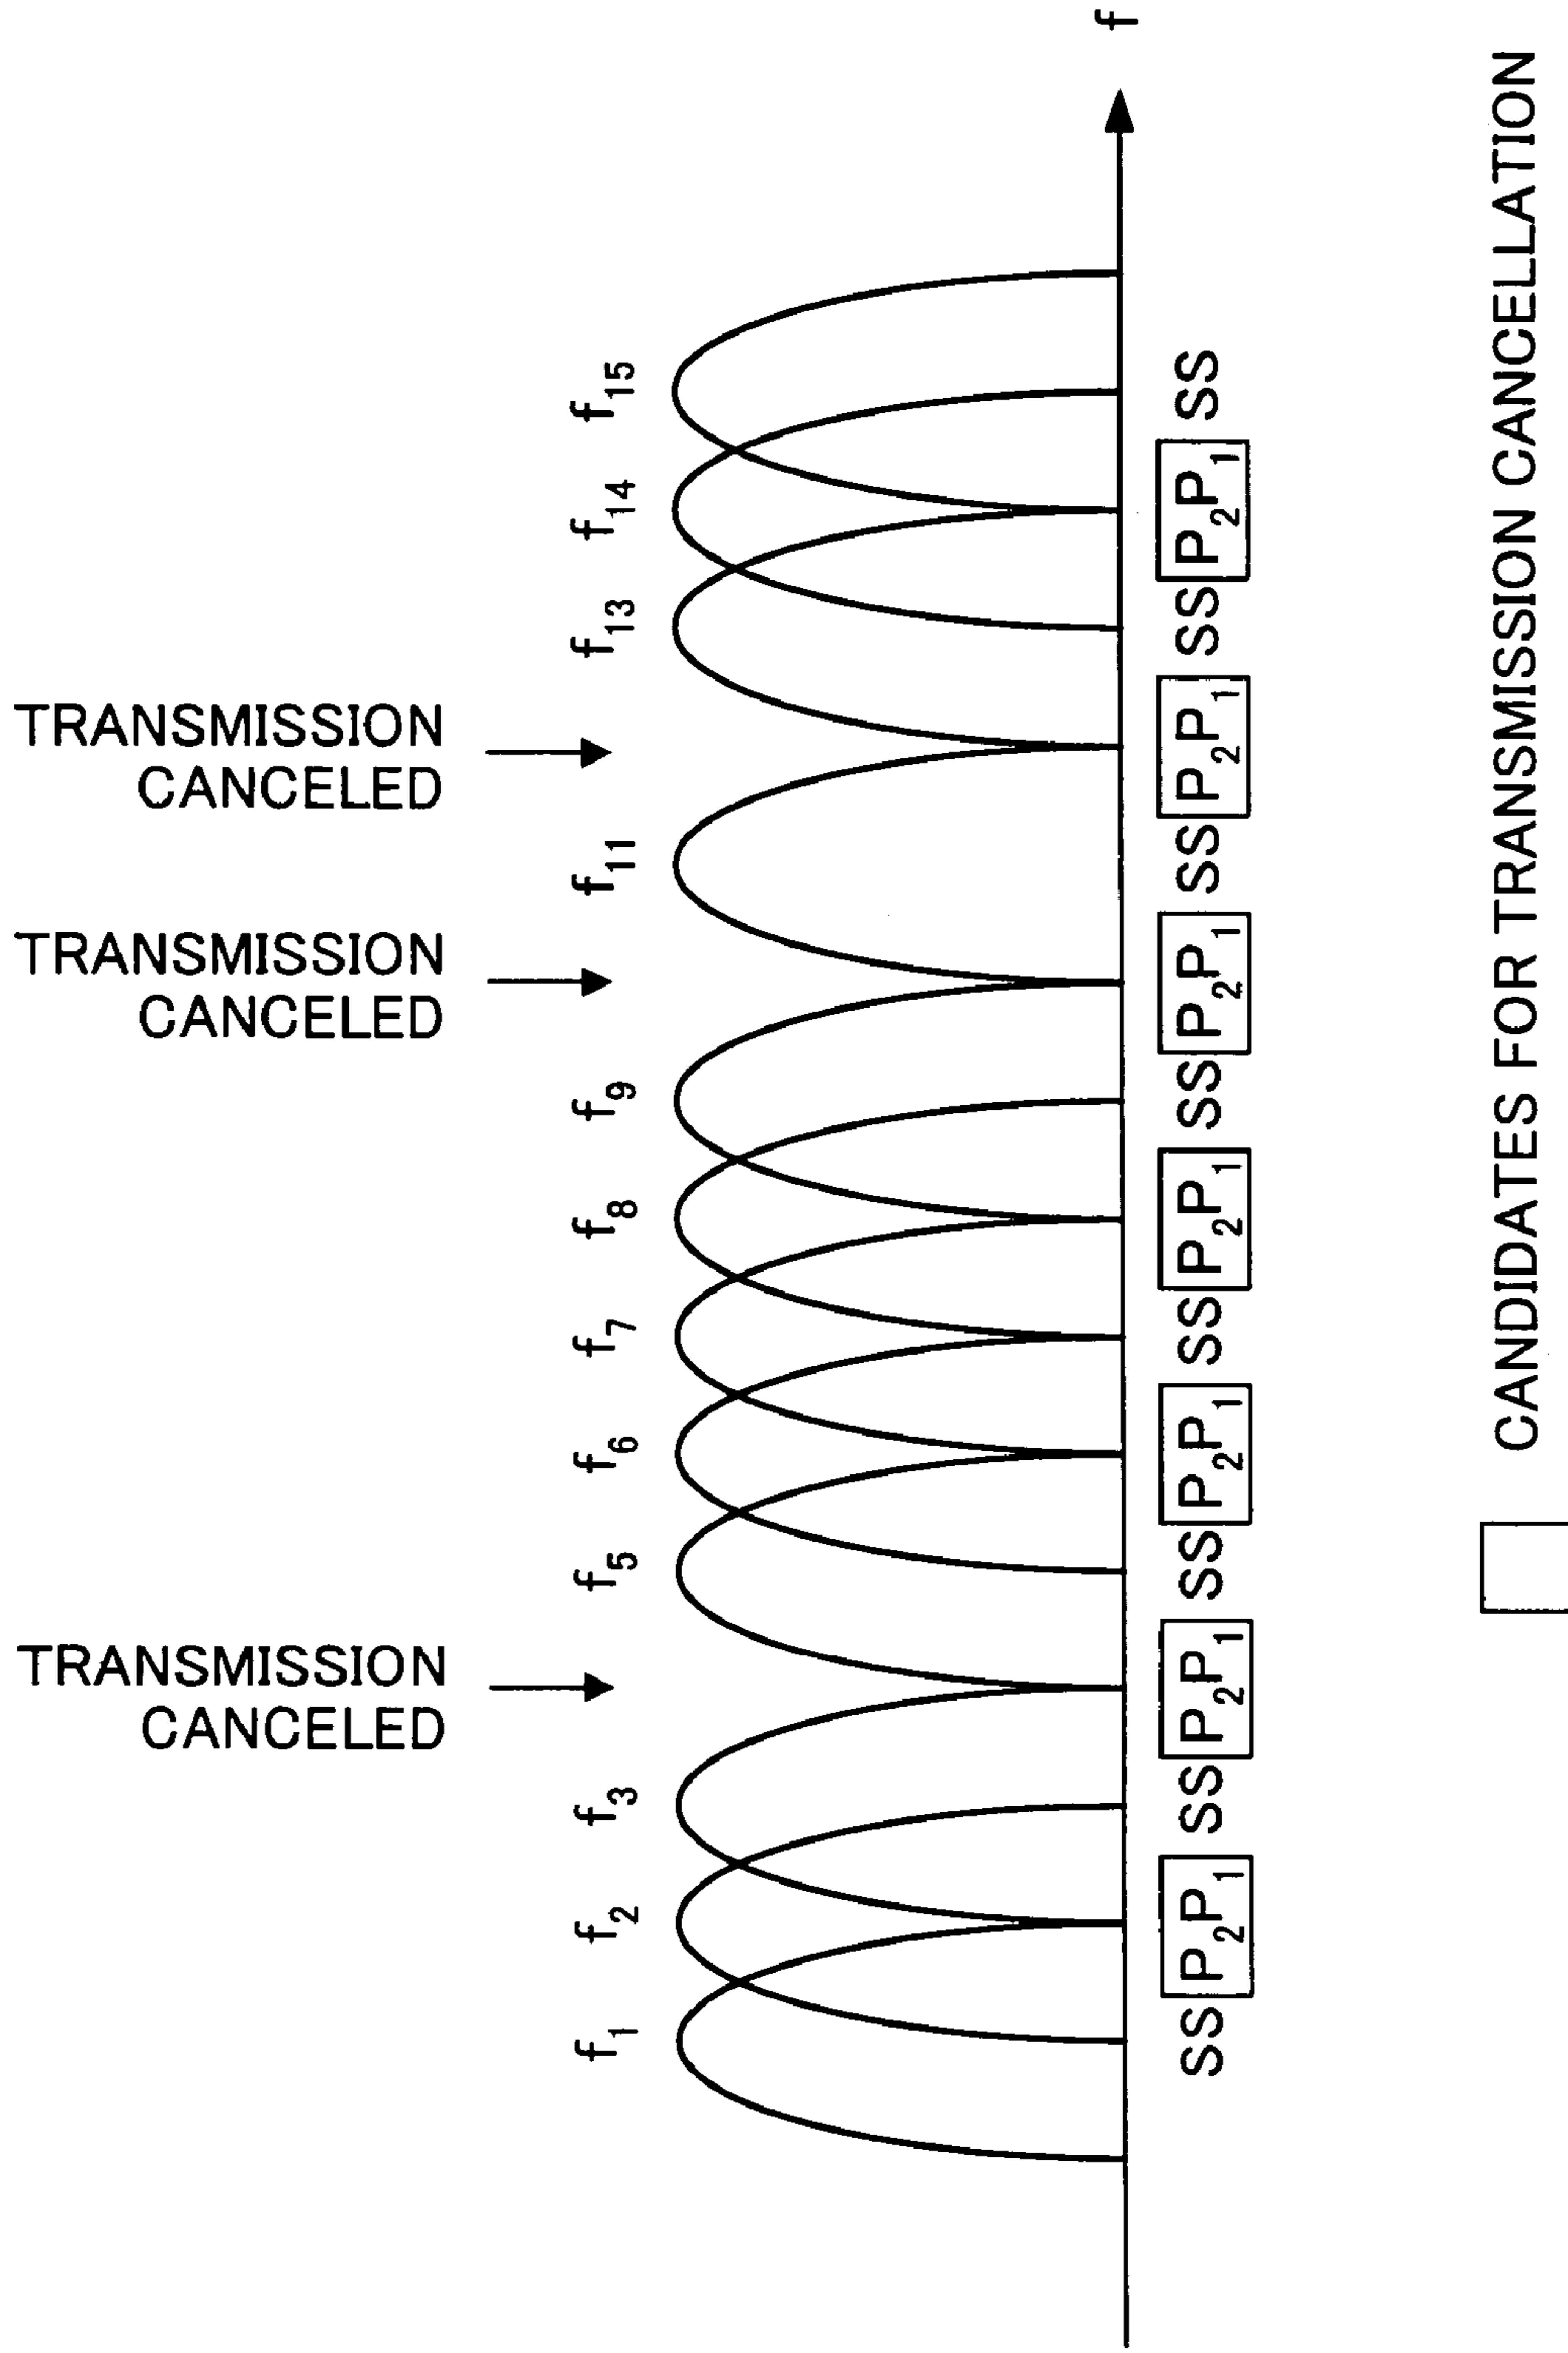 TRANSMISSION
CANCELED
TRANSMISSION
CANCELED
TRANSMISSION
CANCELED
f₁ f₂ f₃ f₅ f₆ f₇ f₈ f₉ f₁₁ f₁₃ f₁₄ f₁₅
f
SS P₂P₁ SS P₂P₁ SS P₂P₁ SS P₂P₁ SS P₂P₁ SS P₂P₁ SS P₂P₁ SS
CANDIDATES FOR TRANSMISSION CANCELLATION